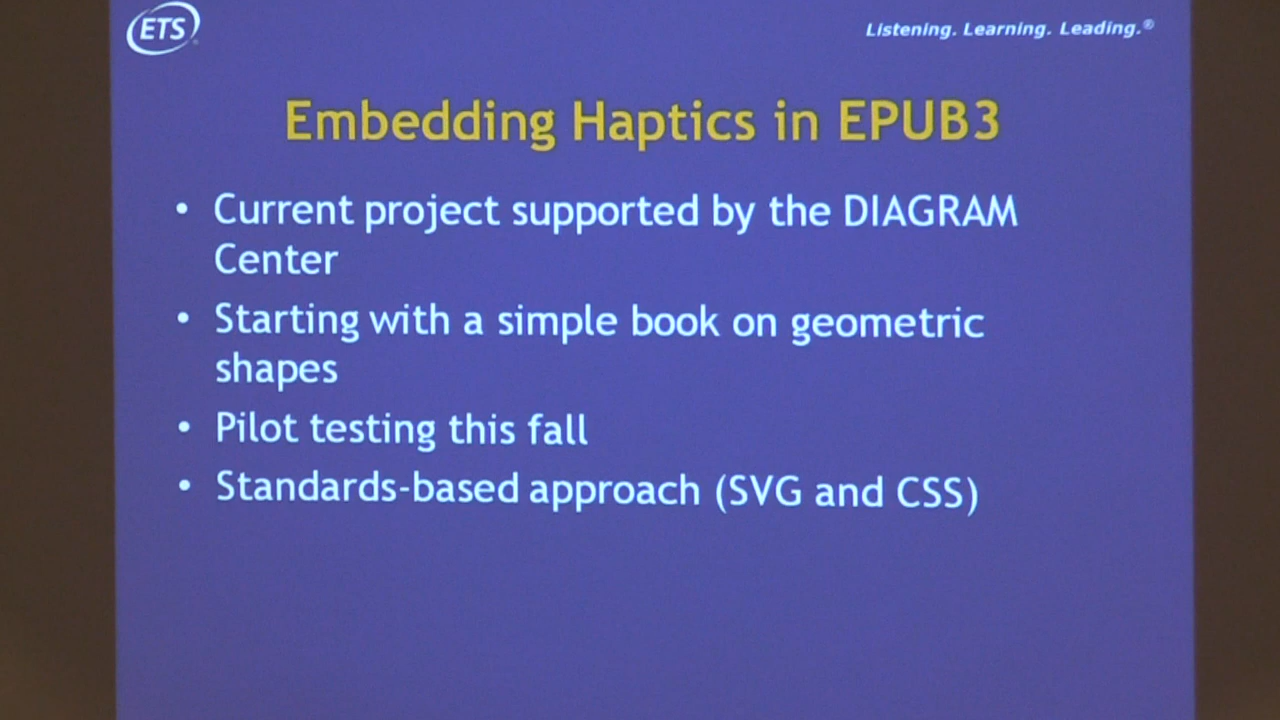 ETS
Listening. Learning. Leading.®
Embedding Haptics in EPUB3
• Current project supported by the DIAGRAM
Center
• Starting with a simple book on geometric
shapes
• Pilot testing this fall
• Standards-based approach (SVG and CSS)